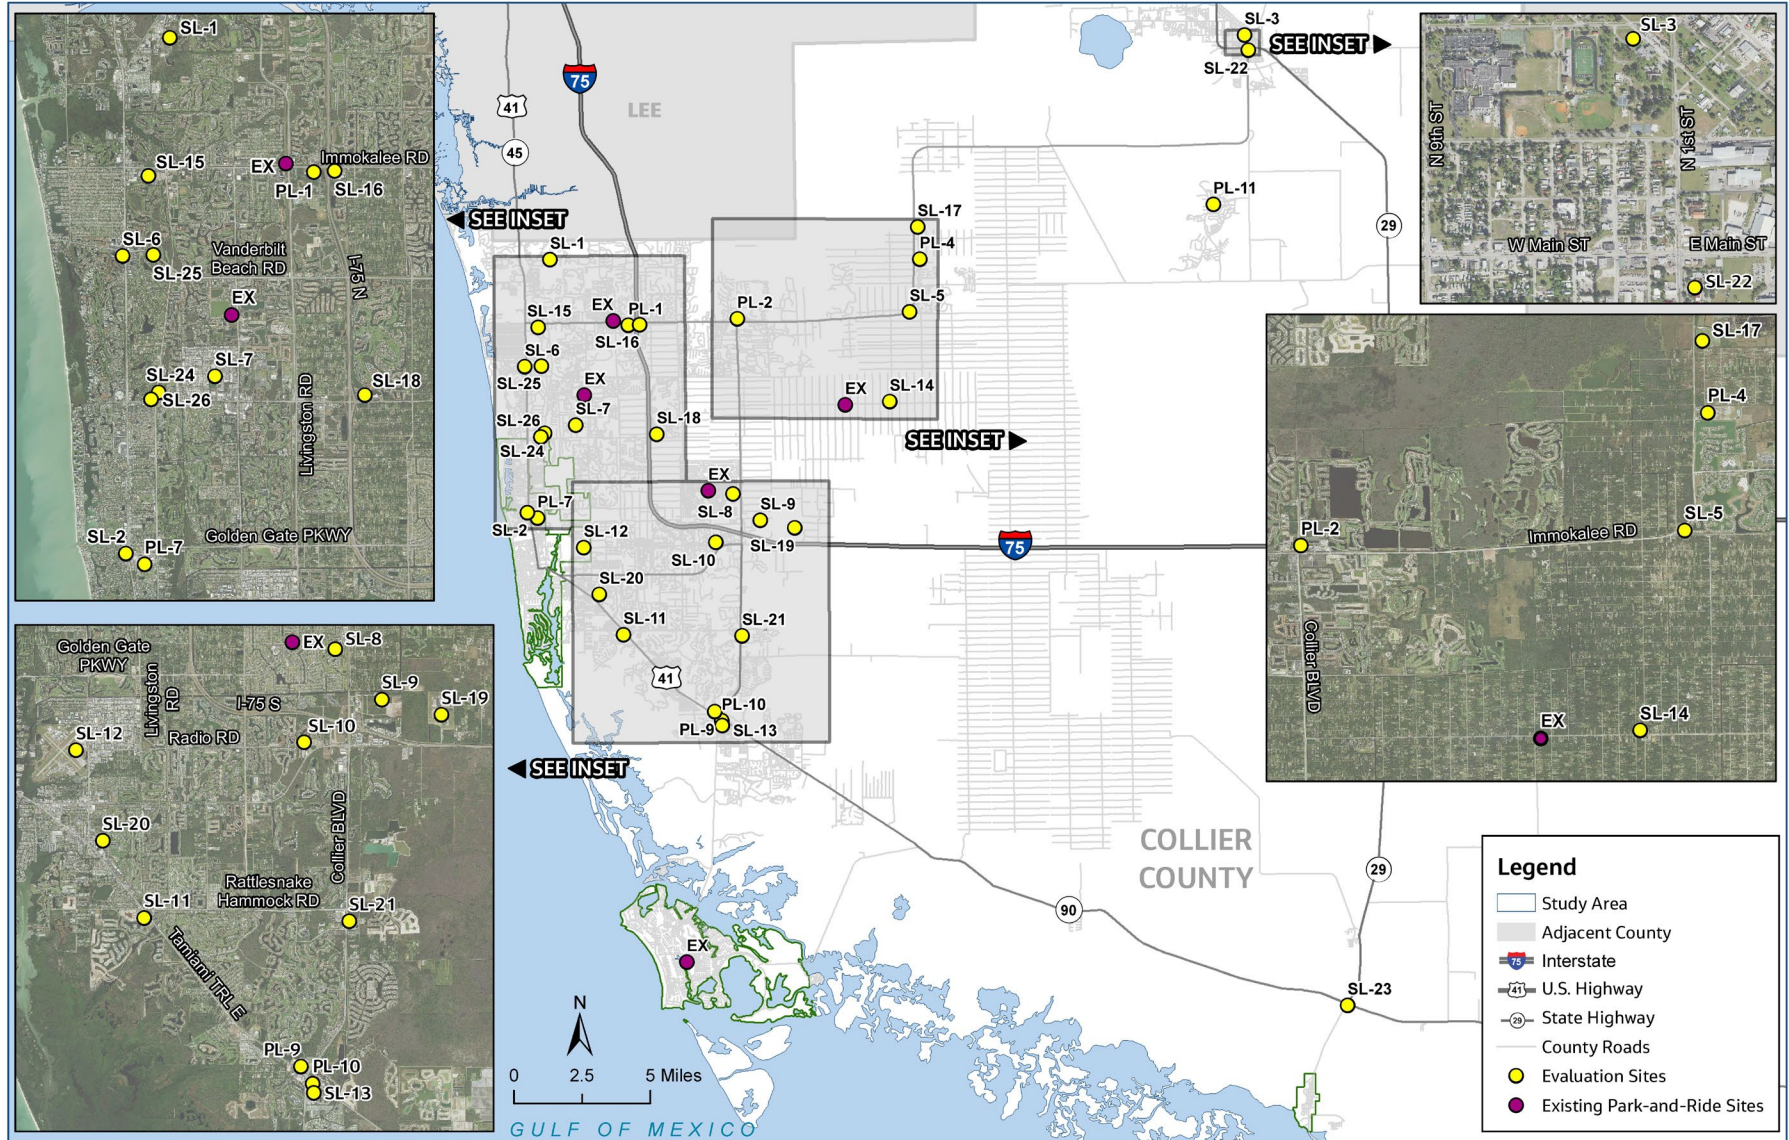 SL-1
SL-15
EX
Immokalee RD
PL-1
SL-16
SL-6
SL-25
Vanderbilt
Beach RD
I-75 N
EX
SL-7
SL-24
SL-26
SL-18
Livingston RD
SL-2
PL-7
Golden Gate PKWY
Golden Gate
PKWY
Livingston
RD
EX
SL-8
SL-9
SL-19
I-75 S
SL-10
Radio RD
SL-12
SL-20
Collier BLVD
Rattlesnake
Hammock RD
SL-11
SL-21
Tamiami TRL E
PL-9
PL-10
SL-13
41
75
45
LEE
SEE INSET
SL-1
SL-15
EX
PL-1
SL-16
SL-6
SL-25
EX
SL-7
SL-26
SL-24
SL-18
PL-7
SL-2
SL-17
PL-4
PL-2
SL-5
EX
SL-14
SEE INSET
EX
SL-8
SL-9
SL-19
SL-12
SL-10
75
SL-20
SL-11
SL-21
41
PL-10
PL-9
SL-13
SEE INSET
SL-3
SL-22
SEE INSET
PL-11
29
COLLIER
COUNTY
90
29
SL-23
EX
N
0
2.5
5 Miles
GULF OF MEXICO
SL-3
N 9th ST
N 1st ST
W Main ST
E Main ST
SL-22
SL-17
PL-4
SL-5
PL-2
Immokalee RD
Collier BLVD
EX
SL-14
Legend
Study Area
Adjacent County
75 Interstate
41 U.S. Highway
29 State Highway
County Roads
Evaluation Sites
Existing Park-and-Ride Sites